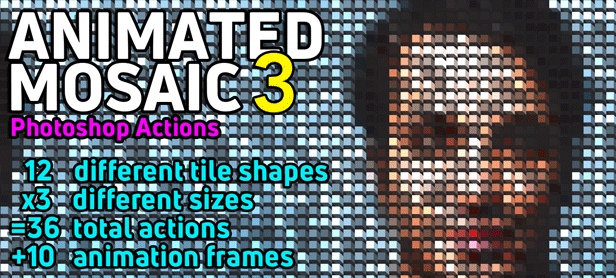 ANIMATED
MOSAIC 3
Photoshop Actions
12 different tile shapes
x3 different sizes
=36 total actions
+10 animation frames